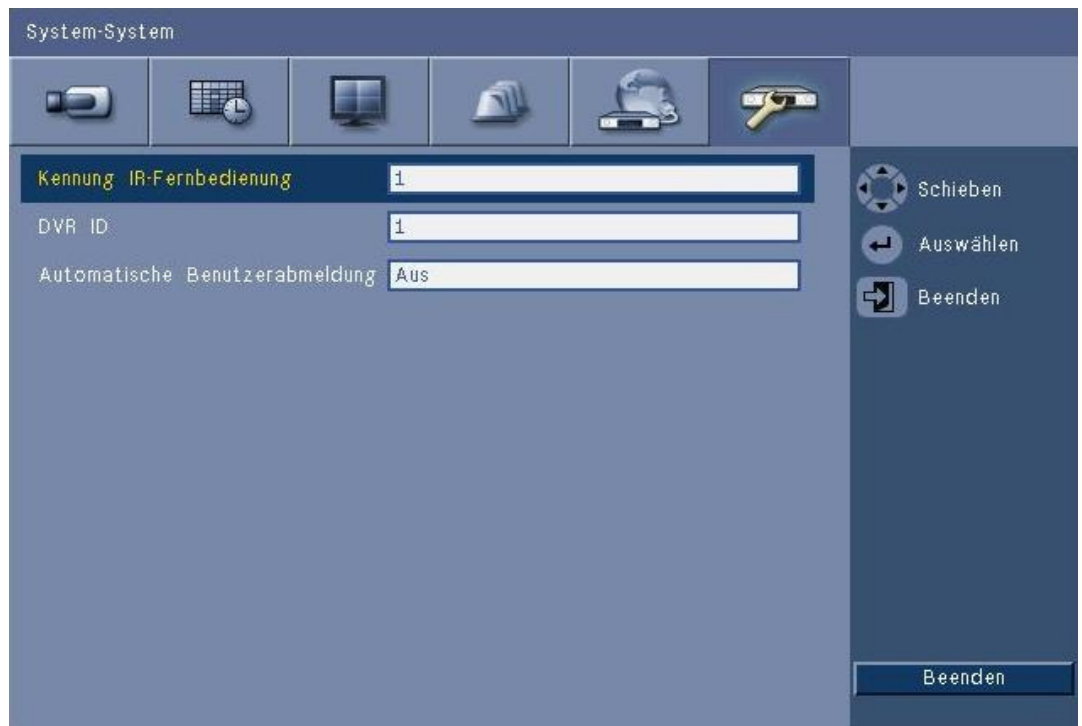 System-System
Kennung IR-Fernbedienung 1
DVR ID 1
Automatische Benutzerabmeldung Aus
Schieben
Auswählen
Beenden
Beenden